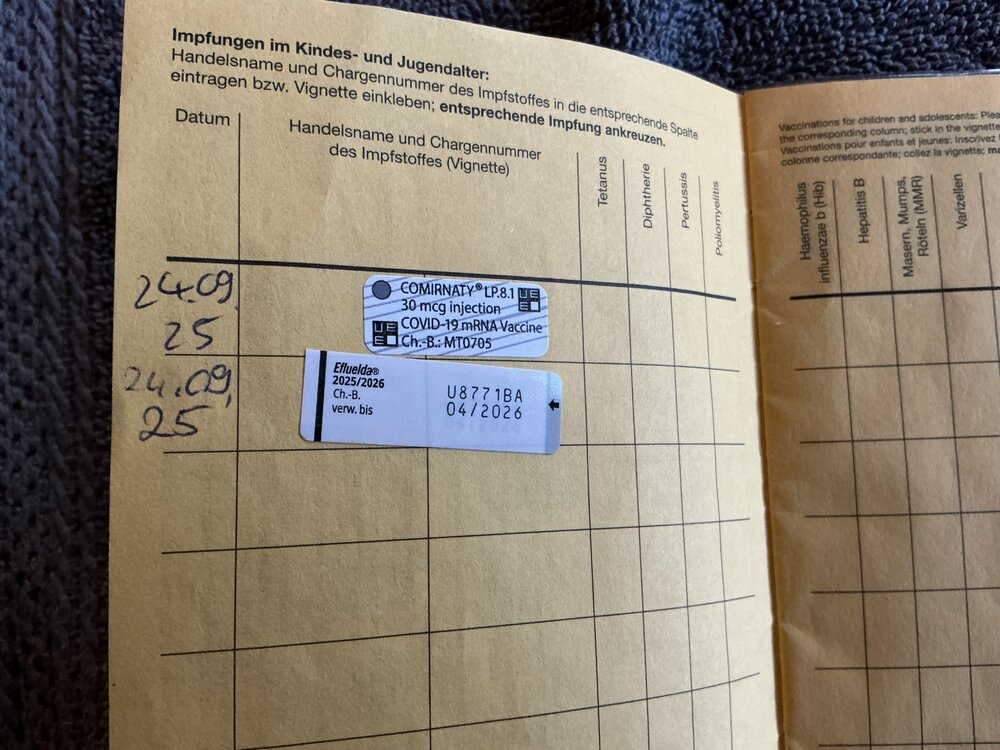 Impfungen im Kindes- und Jugendalter:
Handelsname und Chargennummer des Impfstoffes in die entsprechende Spalte
eintragen bzw. Vignette einkleben; entsprechende Impfung ankreuzen.
Datum
Handelsname und Chargennummer
des Impfstoffes (Vignette)
Tetanus
Diphtherie
Pertussis
Poliomyelitis
24.09
25
COMIRNATY® LP.8.1
30 mcg injection
COVID-19 mRNA Vaccine
Ch.-B.: MT0705
24.09.
25
Efluelda®
2025/2026
Ch.-B.
verw. bis
U8771BA
04/2026
Vaccinations for children and adolescents:
the corresponding column; stick in the
Vaccinations pour enfants et jeunes:
colonne correspondante; collez la vignette;
Haemophilus
influenzae b (Hib)
Hepatitis B
Masern, Mumps,
Röteln (MMR)
Varizellen